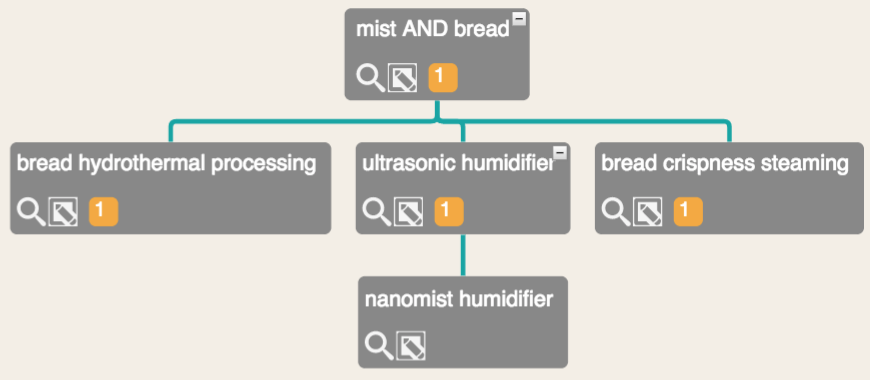 mist AND bread
1
bread hydrothermal processing
1
ultrasonic humidifier
1
bread crispness steaming
1
nanomist humidifier